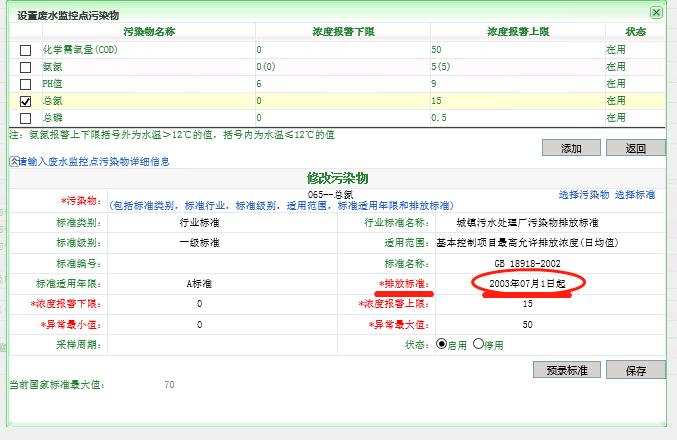 设置废水监控点污染物
污染物名称 浓度报警下限 浓度报警上限 状态
化学需氧量(COD) 0 50 在用
氨氮 0(0) 5(5) 在用
PH值 6 9 在用
总氮 0 15 在用
总磷 0 0.5 在用
注：氨氮报警上下限括号外为水温＞12℃的值，括号内为水温≤12℃的值
添加 返回
请输入废水监控点污染物详细信息
修改污染物
*污染物： 065--总氮 选择污染物 选择标准
(包括标准类别，标准行业，标准级别，适用范围，标准适用年限和排放标准)
标准类别： 行业标准 行业标准名称： 城镇污水处理厂污染物排放标准
标准级别： 一级标准 适用范围： 基本控制项目最高允许排放浓度(日均值)
标准编号： 标准名称： GB 18918-2002
标准适用年限： A标准 *排放标准： 2003年07月1日起
*浓度报警下限： 0 *浓度报警上限： 15
*异常最小值： 0 *异常最大值： 50
采样周期： 状态： 启用 停用
预录标准 保存
当前国家标准最大值： 70